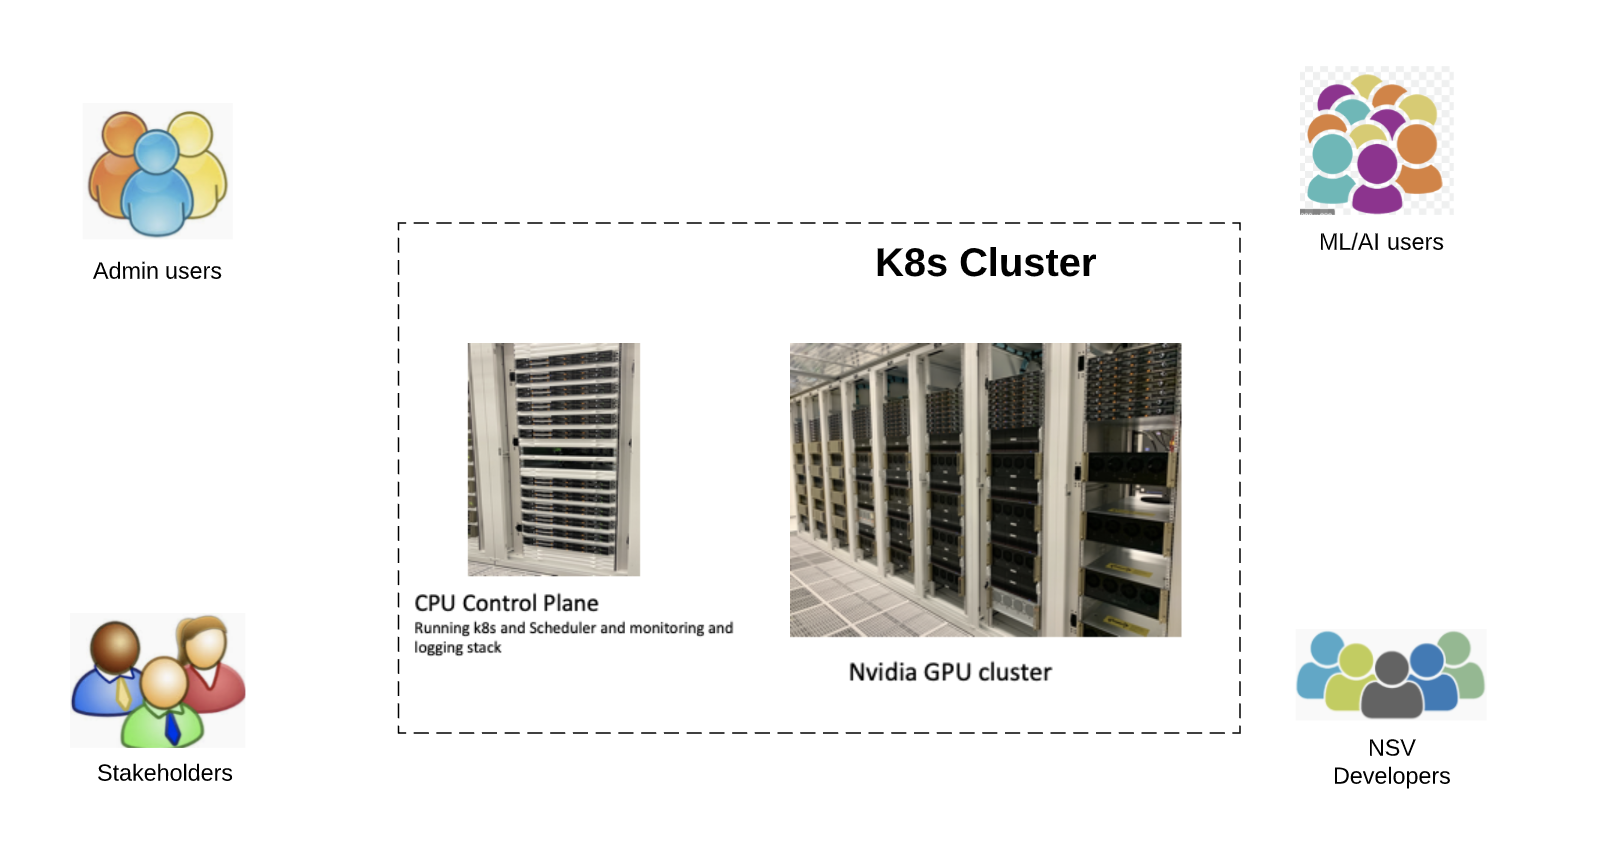 Admin users
ML/AI users
K8s Cluster
CPU Control Plane
Running k8s and Scheduler and monitoring and
logging stack
Nvidia GPU cluster
Stakeholders
NSV
Developers